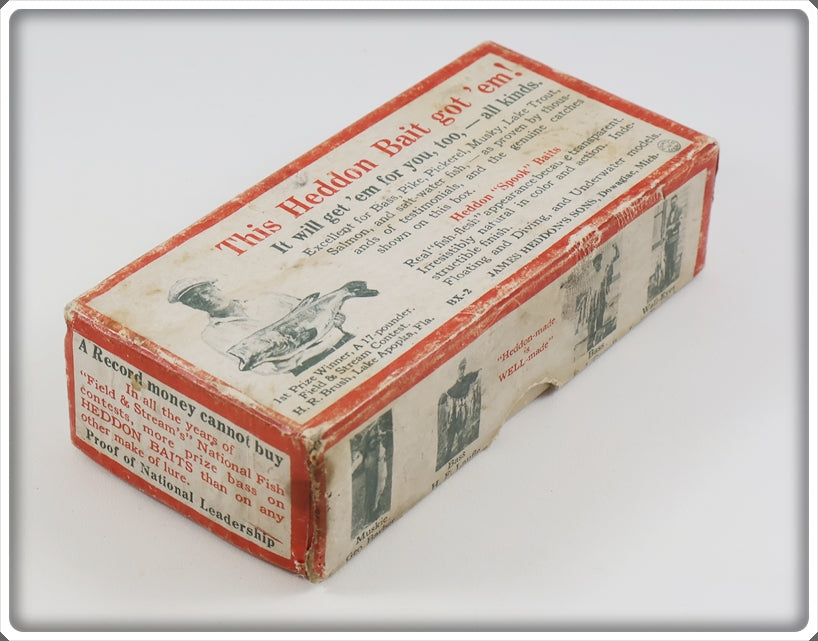 This Heddon Bait got 'em!
It will get 'em for you, too, — all kinds.
Excellent for Bass, Pike, Pickerel, Musky, Lake Trout,
Salmon, and salt-water fish, — as proven by thous-
ands of testimonials, and the genuine catches
shown on this box.
Heddon "Spook" Baits
Real "fish-flesh" appearance because transparent.
Irresistibly natural in color and action. Inde-
structible finish.
Floating and Diving, and Underwater models.
BX-2 JAMES HEDDON'S SONS, Dowagiac, Mich.
1st Prize Winner, A 17-pounder.
Field & Stream Contest.
H. R. Brush, Lake Apopka, Fla.
A Record money cannot buy
In all the years of
"Field & Stream's" National Fish
contests, more prize bass on
HEDDON BAITS than on any
other make of lure.
Proof of National Leadership
Muskie
Geo. Barber
Bass
"Heddon-made
is
WELL-made"
Bass